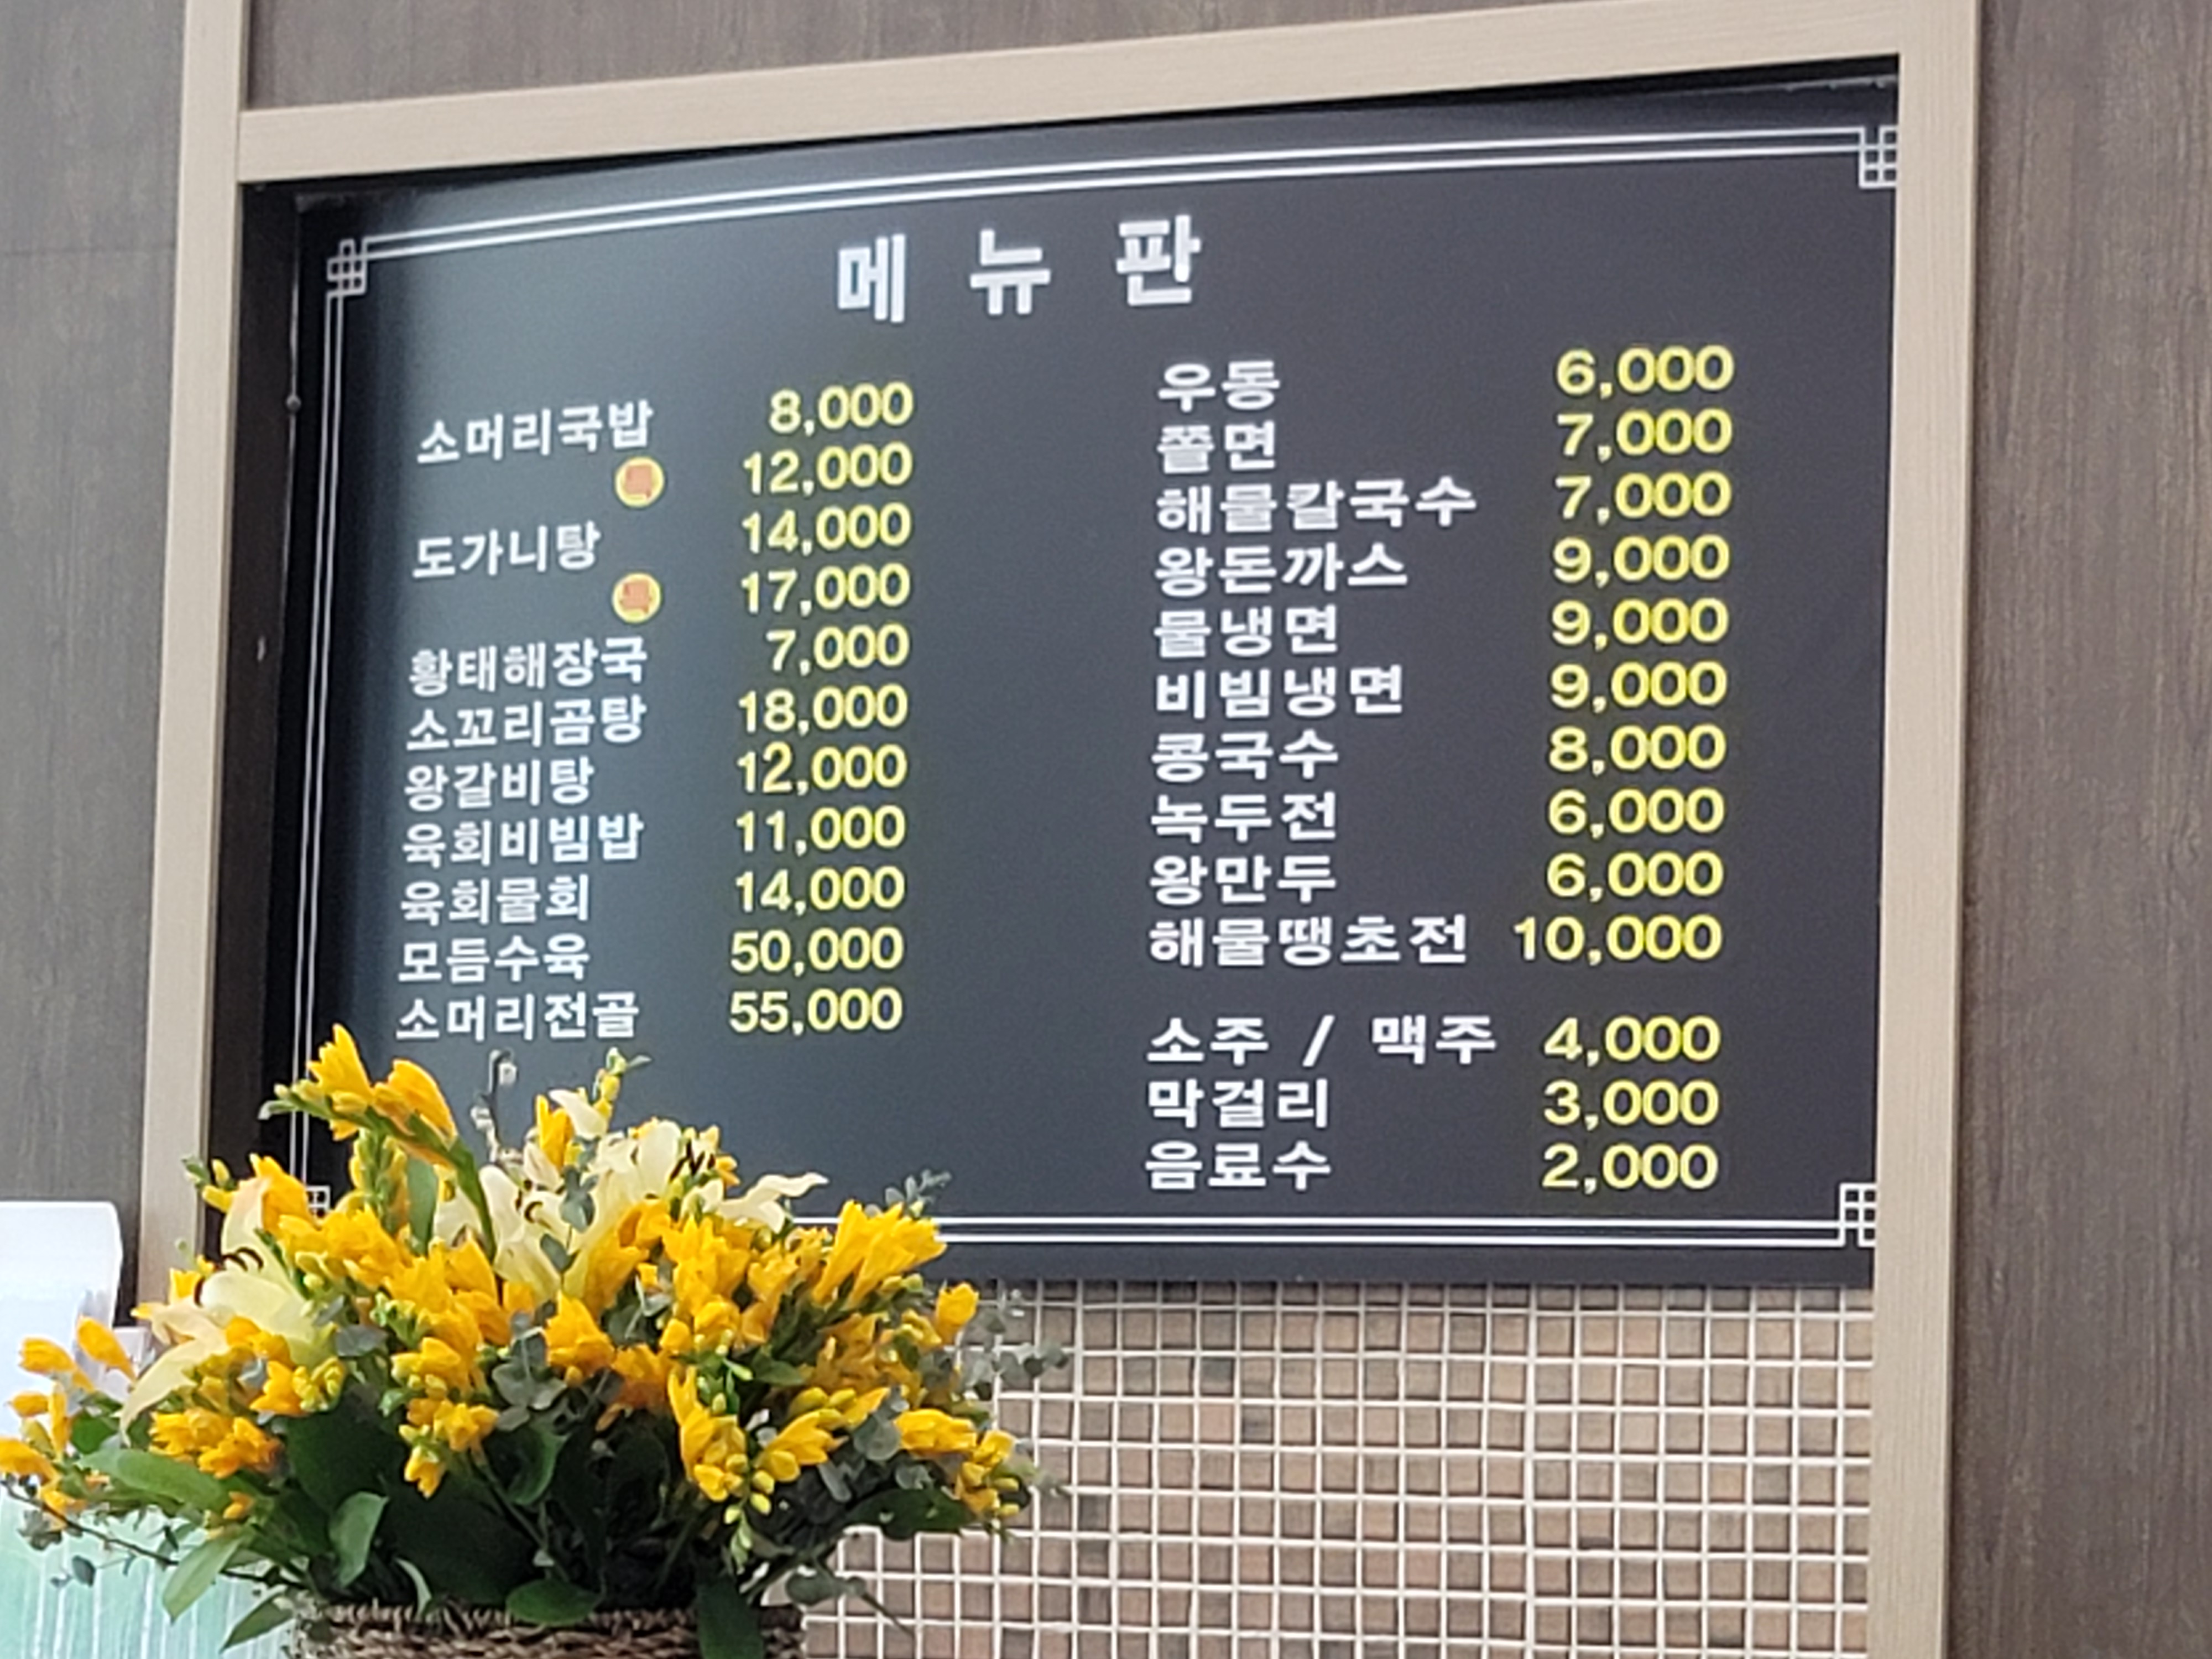 메뉴판
소머리국밥 8,000
특 12,000
도가니탕 14,000
특 17,000
황태해장국 7,000
소꼬리곰탕 18,000
왕갈비탕 12,000
육회비빔밥 11,000
육회물회 14,000
모듬수육 50,000
소머리전골 55,000
우동 6,000
쫄면 7,000
해물칼국수 7,000
왕돈까스 9,000
물냉면 9,000
비빔냉면 9,000
콩국수 8,000
녹두전 6,000
왕만두 6,000
해물땡초전 10,000
소주 / 맥주 4,000
막걸리 3,000
음료수 2,000